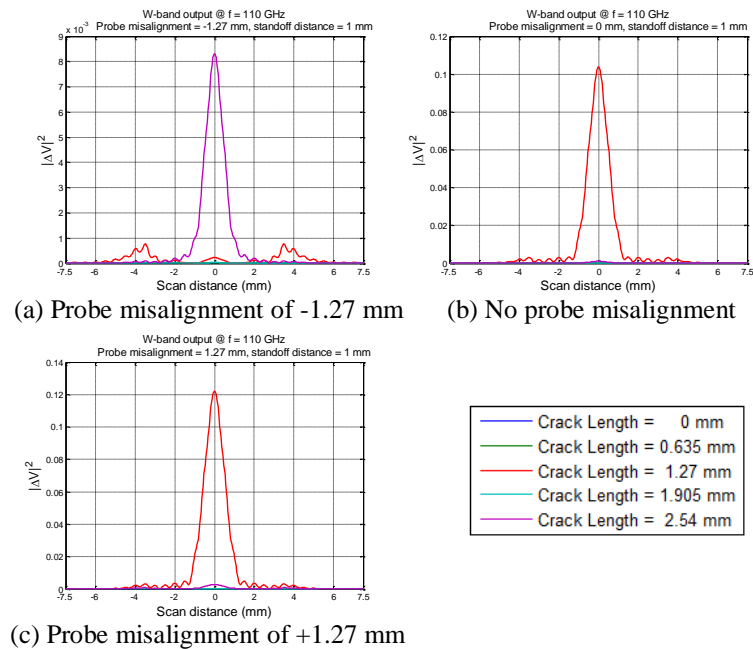 W-band output @ f = 110 GHz
Probe misalignment = -1.27 mm, standoff distance = 1 mm
x 10^-3
9
8
7
6
5
4
3
2
1
0
|ΔV|^2
-7.5 -6 -4 -2 0 2 4 6 7.5
Scan distance (mm)
(a) Probe misalignment of -1.27 mm
W-band output @ f = 110 GHz
Probe misalignment = 0 mm, standoff distance = 1 mm
0.12
0.1
0.08
0.06
0.04
0.02
0
|ΔV|^2
-7.5 -6 -4 -2 0 2 4 6 7.5
Scan distance (mm)
(b) No probe misalignment
W-band output @ f = 110 GHz
Probe misalignment = 1.27 mm, standoff distance = 1 mm
0.14
0.12
0.1
0.08
0.06
0.04
0.02
0
|ΔV|^2
-7.5 -6 -4 -2 0 2 4 6 7.5
Scan distance (mm)
(c) Probe misalignment of +1.27 mm
Crack Length = 0 mm
Crack Length = 0.635 mm
Crack Length = 1.27 mm
Crack Length = 1.905 mm
Crack Length = 2.54 mm